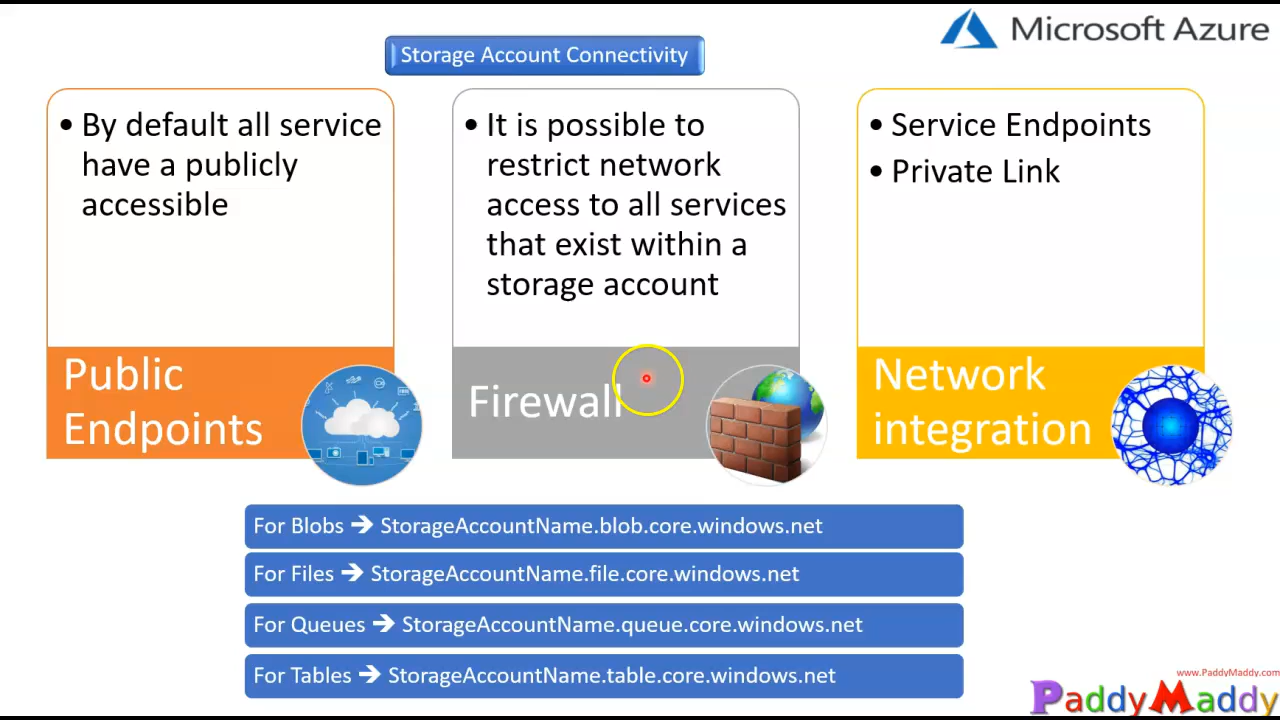 Microsoft Azure
Storage Account Connectivity
• By default all service
have a publicly
accessible
Public
Endpoints
• It is possible to
restrict network
access to all services
that exist within a
storage account
Firewall
• Service Endpoints
• Private Link
Network
integration
For Blobs ➔ StorageAccountName.blob.core.windows.net
For Files ➔ StorageAccountName.file.core.windows.net
For Queues ➔ StorageAccountName.queue.core.windows.net
For Tables ➔ StorageAccountName.table.core.windows.net
www.PaddyMaddy.com
PaddyMaddy